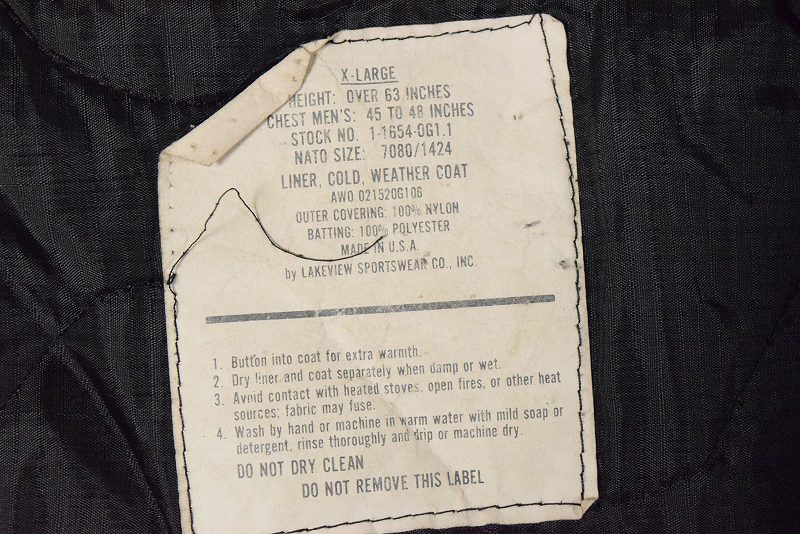 X-LARGE
HEIGHT: OVER 63 INCHES
CHEST MEN'S: 45 TO 48 INCHES
STOCK NO. 1-1654-0G1.1
NATO SIZE: 7080/1424
LINER, COLD, WEATHER COAT
AWO 021520G106
OUTER COVERING: 100% NYLON
BATTING: 100% POLYESTER
MADE IN U.S.A.
by LAKEVIEW SPORTSWEAR CO., INC.
1. Button into coat for extra warmth.
2. Dry liner and coat separately when damp or wet.
3. Avoid contact with heated stoves, open fires, or other heat
sources; fabric may fuse.
4. Wash by hand or machine in warm water with mild soap or
detergent, rinse thoroughly and drip or machine dry.
DO NOT DRY CLEAN
DO NOT REMOVE THIS LABEL